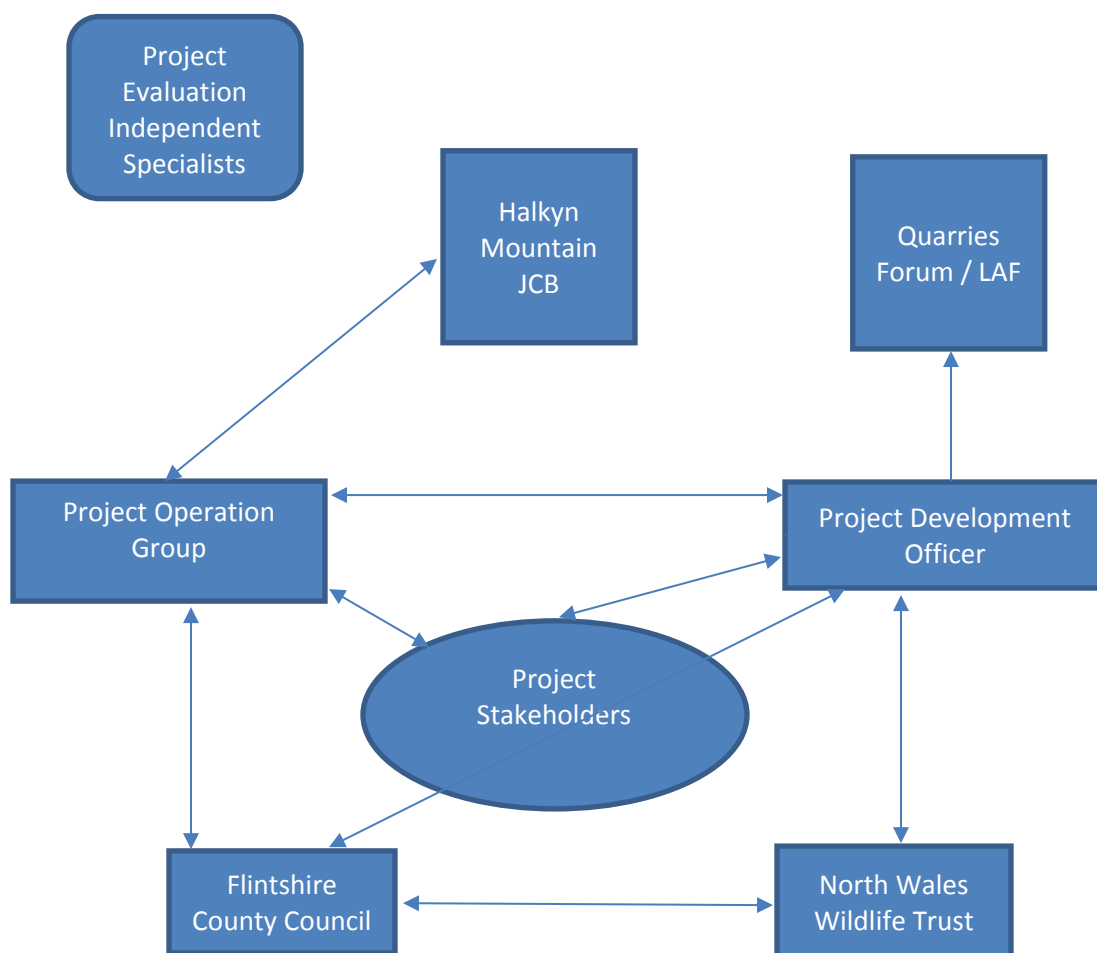 Project
Evaluation
Independent
Specialists
Halkyn
Mountain
JCB
Quarries
Forum / LAF
Project Operation
Group
Project Development
Officer
Project
Stakeholders
Flintshire
County Council
North Wales
Wildlife Trust